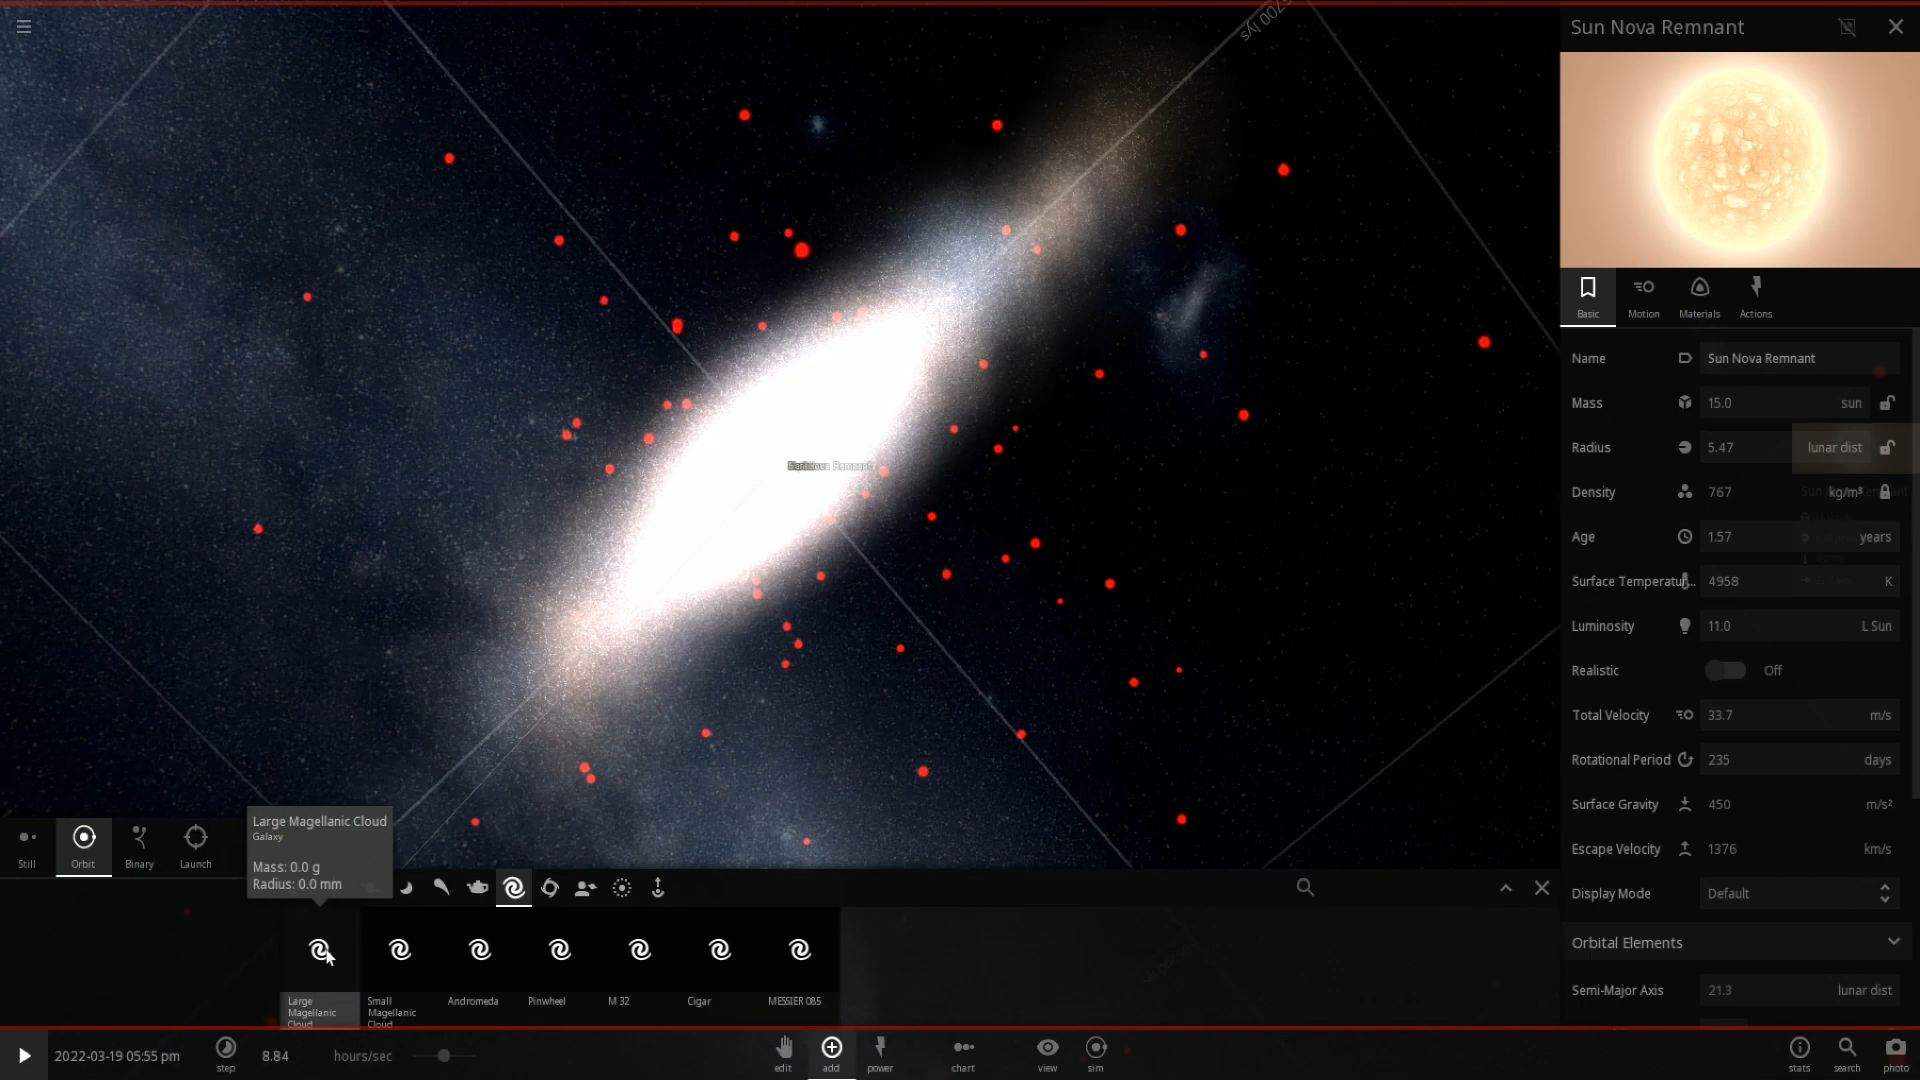 Sun Nova Remnant
700 lys
Basic
Motion
Materials
Actions
Name
Sun Nova Remnant
Mass
15.0
sun
Radius
5.47
lunar dist
Density
767
kg/m³
Age
1.57
years
Surface Temperatur...
4958
K
Luminosity
11.0
L Sun
Realistic
Off
Total Velocity
33.7
m/s
Rotational Period
235
days
Surface Gravity
450
m/s²
Escape Velocity
1376
km/s
Display Mode
Default
Orbital Elements
Semi-Major Axis
21.3
lunar dist
Still
Orbit
Binary
Launch
Large Magellanic Cloud
Galaxy
Mass: 0.0 g
Radius: 0.0 mm
Large
Magellanic
Cloud
Small
Magellanic
Cloud
Andromeda
Pinwheel
M 32
Cigar
MESSIER 085
2022-03-19 05:55 pm
step
8.84
hours/sec
edit
add
power
chart
view
sim
stats
search
photo